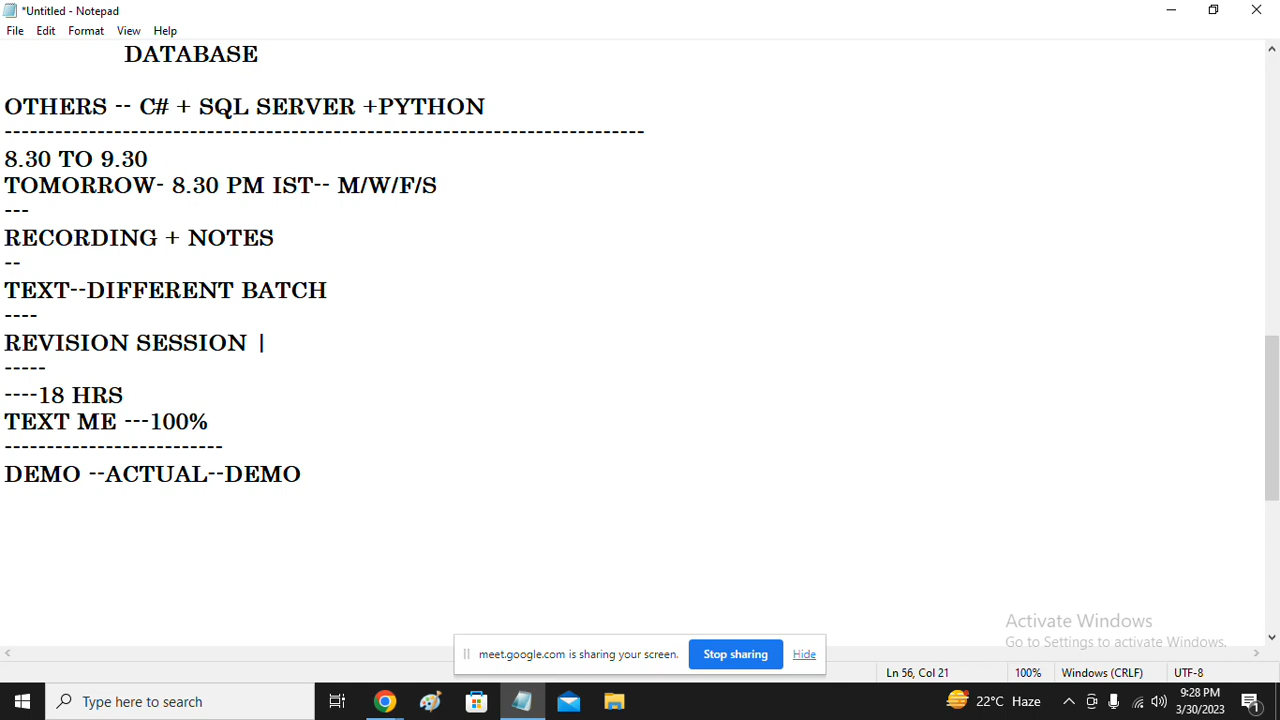 *Untitled - Notepad
File Edit Format View Help
DATABASE
OTHERS -- C# + SQL SERVER +PYTHON
----------------------------------------------------------------------------
8.30 TO 9.30
TOMORROW- 8.30 PM IST-- M/W/F/S
---
RECORDING + NOTES
--
TEXT--DIFFERENT BATCH
----
REVISION SESSION
-----
----18 HRS
TEXT ME ---100%
--------------------------
DEMO --ACTUAL--DEMO
Activate Windows
Go to Settings to activate Windows.
meet.google.com is sharing your screen. Stop sharing Hide
Ln 56, Col 21 100% Windows (CRLF) UTF-8
Type here to search 22°C Haze 9:28 PM
3/30/2023 1